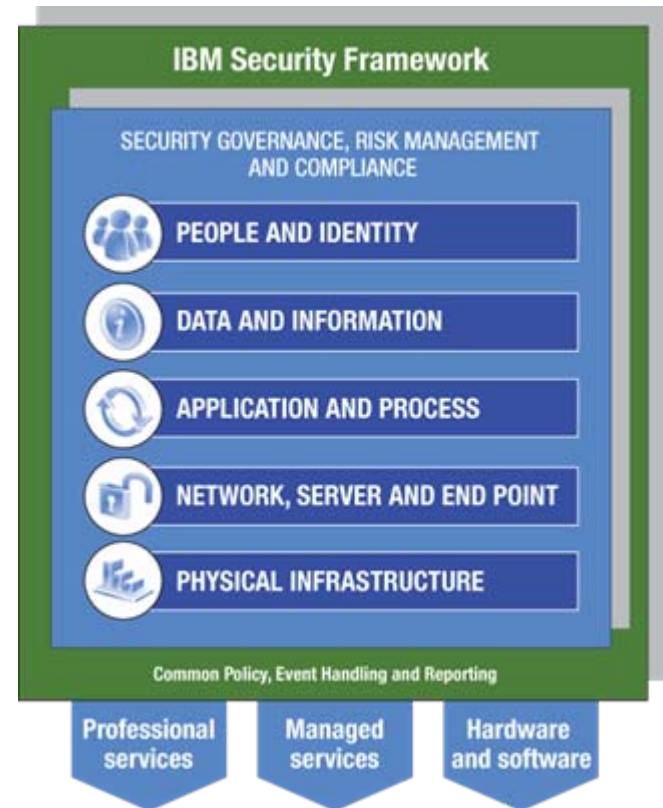 IBM Security Framework
SECURITY GOVERNANCE, RISK MANAGEMENT
AND COMPLIANCE
PEOPLE AND IDENTITY
i
DATA AND INFORMATION
APPLICATION AND PROCESS
NETWORK, SERVER AND END POINT
PHYSICAL INFRASTRUCTURE
Common Policy, Event Handling and Reporting
Professional
services
Managed
services
Hardware
and software